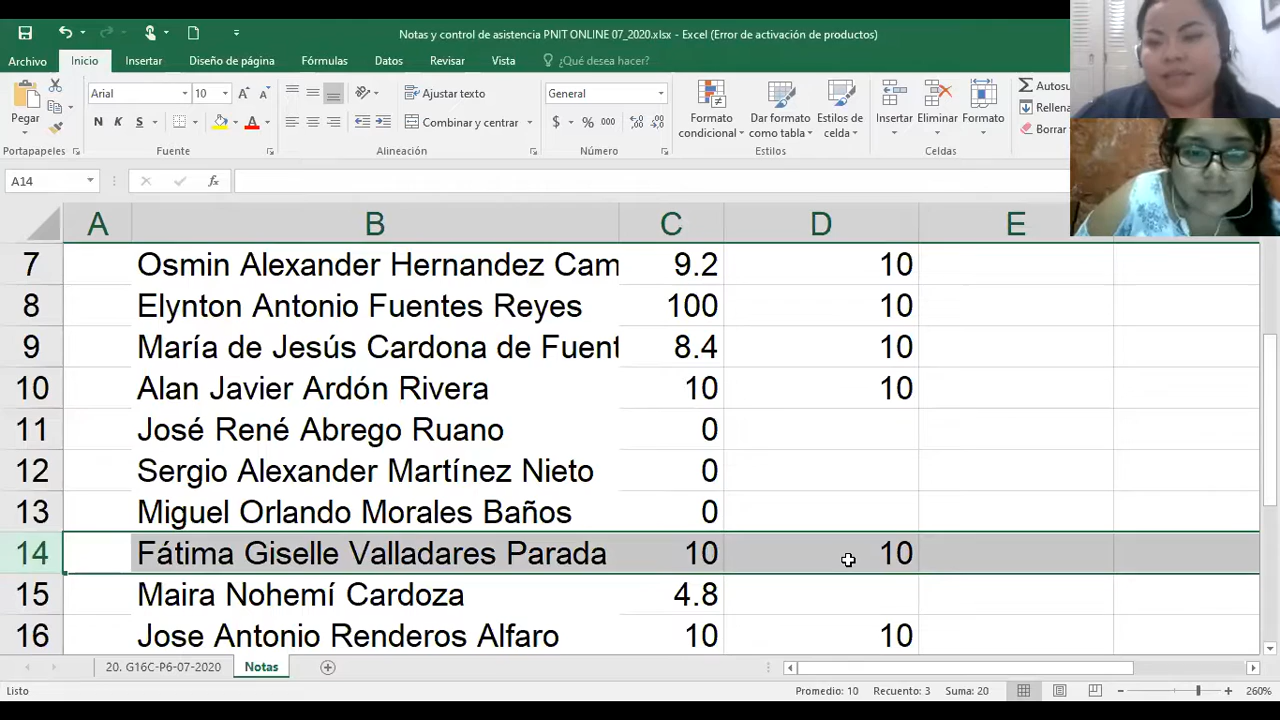 Notas y control de asistencia PNIT ONLINE 07_2020.xlsx - Excel (Error de activación de productos)
Archivo Inicio Insertar Diseño de página Fórmulas Datos Revisar Vista ¿Qué desea hacer?
Pegar
Arial 10
N K S
Ajustar texto
Combinar y centrar
General
$ % 000
Formato condicional
Dar formato como tabla
Estilos de celda
Insertar Eliminar Formato
Autosu
Rellena
Borrar
Portapapeles Fuente Alineación Número Estilos Celdas
A14 fx
A B C D E
7 Osmin Alexander Hernandez Cam 9.2 10
8 Elynton Antonio Fuentes Reyes 100 10
9 María de Jesús Cardona de Fuent 8.4 10
10 Alan Javier Ardón Rivera 10 10
11 José René Abrego Ruano 0
12 Sergio Alexander Martínez Nieto 0
13 Miguel Orlando Morales Baños 0
14 Fátima Giselle Valladares Parada 10 10
15 Maira Nohemí Cardoza 4.8
16 Jose Antonio Renderos Alfaro 10 10
20. G16C-P6-07-2020 Notas
Listo Promedio: 10 Recuento: 3 Suma: 20 260%